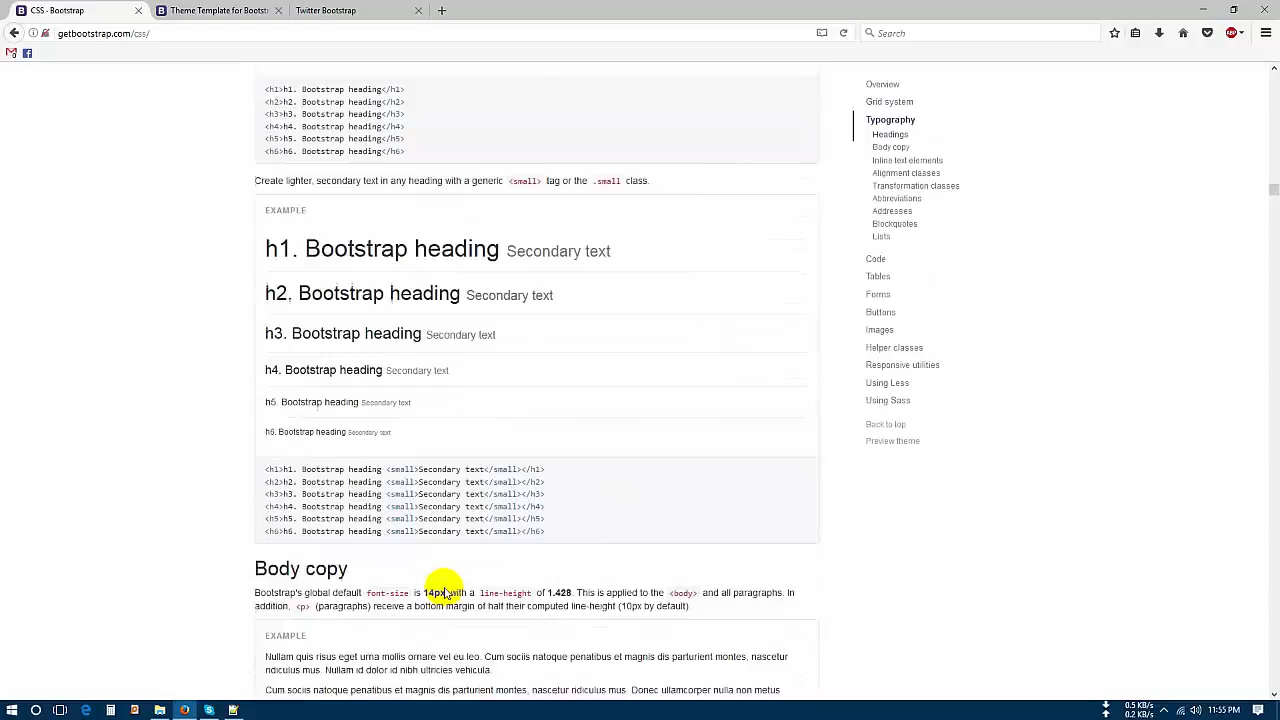 CSS · Bootstrap
Theme Template for Bootst
Twitter Bootstrap
getbootstrap.com/css/
Search
ABP
<h1>h1. Bootstrap heading</h1>
<h2>h2. Bootstrap heading</h2>
<h3>h3. Bootstrap heading</h3>
<h4>h4. Bootstrap heading</h4>
<h5>h5. Bootstrap heading</h5>
<h6>h6. Bootstrap heading</h6>
Create lighter, secondary text in any heading with a generic <small> tag or the .small class.
EXAMPLE
h1. Bootstrap heading Secondary text
h2. Bootstrap heading Secondary text
h3. Bootstrap heading Secondary text
h4. Bootstrap heading Secondary text
h5. Bootstrap heading Secondary text
h6. Bootstrap heading Secondary text
<h1>h1. Bootstrap heading <small>Secondary text</small></h1>
<h2>h2. Bootstrap heading <small>Secondary text</small></h2>
<h3>h3. Bootstrap heading <small>Secondary text</small></h3>
<h4>h4. Bootstrap heading <small>Secondary text</small></h4>
<h5>h5. Bootstrap heading <small>Secondary text</small></h5>
<h6>h6. Bootstrap heading <small>Secondary text</small></h6>
Body copy
Bootstrap's global default font-size is 14px, with a line-height of 1.428. This is applied to the <body> and all paragraphs. In
addition, <p> (paragraphs) receive a bottom margin of half their computed line-height (10px by default).
EXAMPLE
Nullam quis risus eget urna mollis ornare vel eu leo. Cum sociis natoque penatibus et magnis dis parturient montes, nascetur
ridiculus mus. Nullam id dolor id nibh ultricies vehicula.
Cum sociis natoque penatibus et magnis dis parturient montes, nascetur ridiculus mus. Donec ullamcorper nulla non metus
Overview
Grid system
Typography
Headings
Body copy
Inline text elements
Alignment classes
Transformation classes
Abbreviations
Addresses
Blockquotes
Lists
Code
Tables
Forms
Buttons
Images
Helper classes
Responsive utilities
Using Less
Using Sass
Back to top
Preview theme
0.5 KB/s
0.2 KB/s
11:55 PM